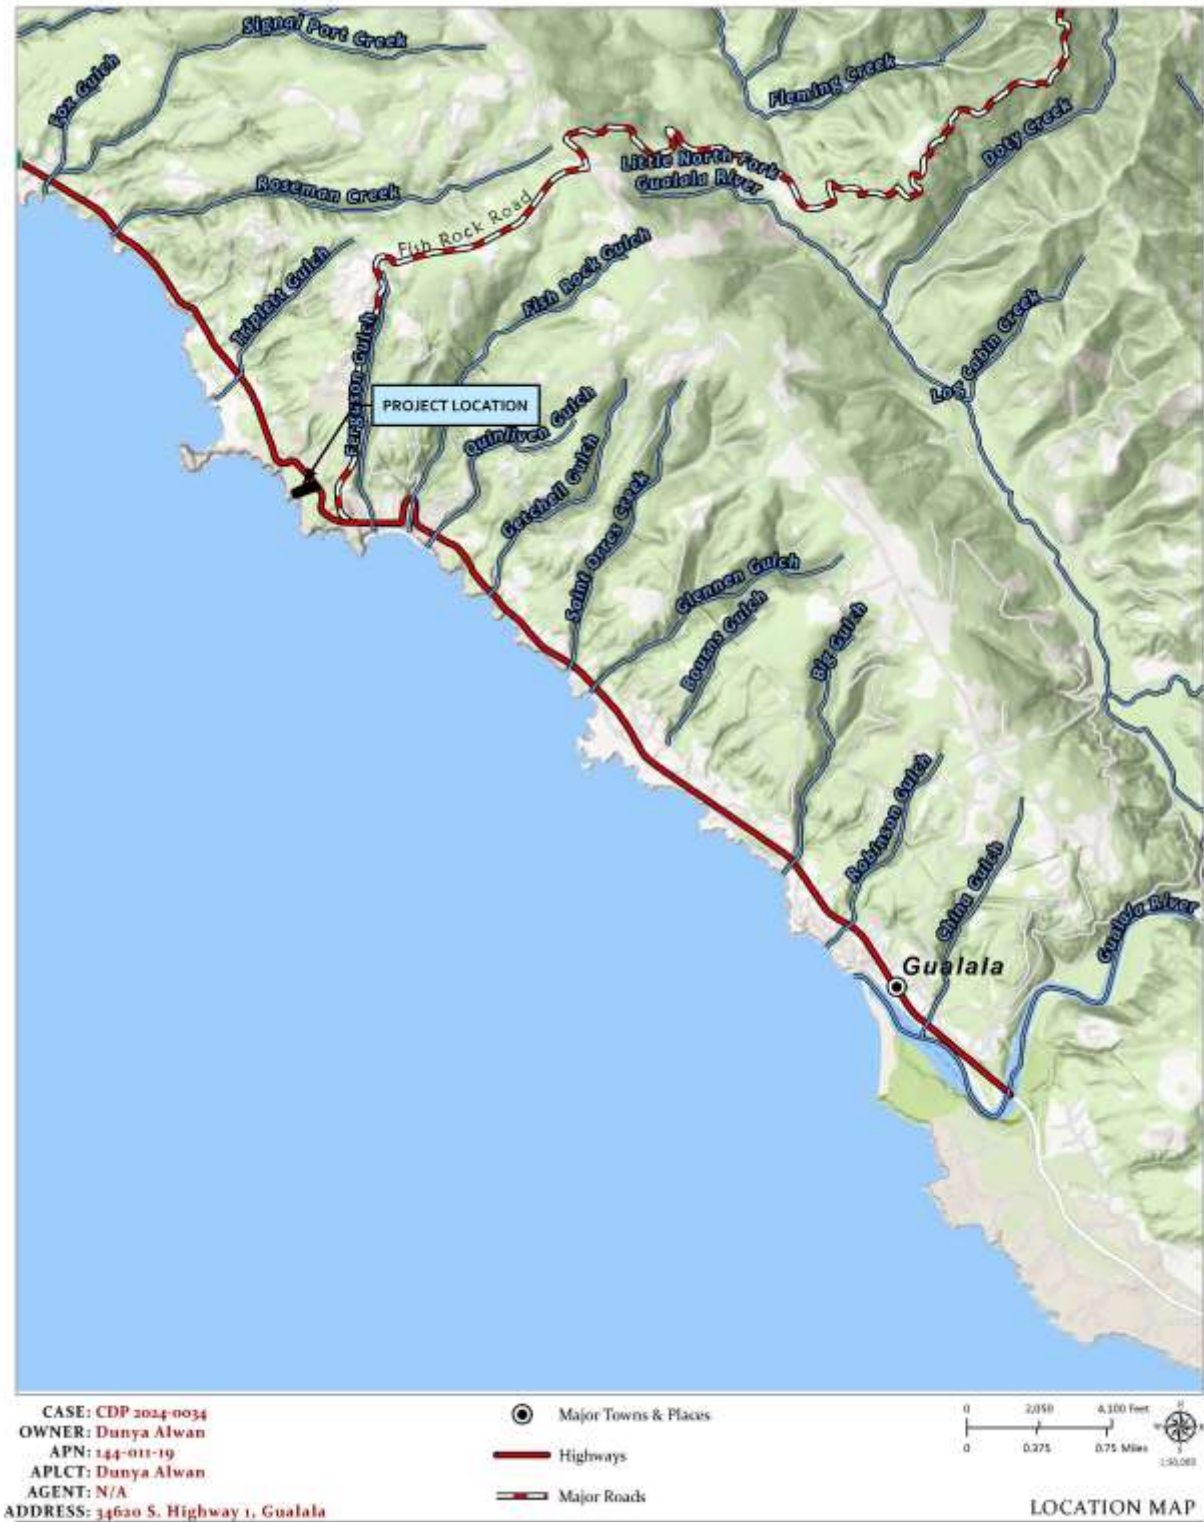 Signal Port Creek
Fox Gulch
Fleming Creek
Doty Creek
Little North Fork
Gualala River
Roseman Creek
Fish Rock Road
Triplett Gulch
Fish Rock Gulch
Ferguson Gulch
Log Cabin Creek
PROJECT LOCATION
Quinliven Gulch
Getchell Gulch
Saint Orres Creek
Glennen Gulch
Bourns Gulch
Big Gulch
Robinson Gulch
China Gulch
Gualala River
Gualala
CASE: CDP 2024-0034
OWNER: Dunya Alwan
APN: 144-011-19
APLCT: Dunya Alwan
AGENT: N/A
ADDRESS: 34620 S. Highway 1, Gualala
Major Towns & Places
Highways
Major Roads
0 2,050 4,100 Feet
0 0.375 0.75 Miles
N
S
1:50,000
LOCATION MAP